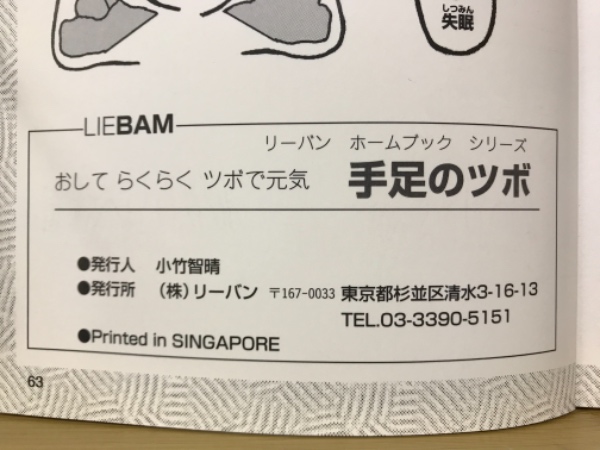 しつみん
失眠
LIEBAM
リーバン ホームブック シリーズ
おして らくらく ツボで元気 手足のツボ
●発行人 小竹智晴
●発行所 (株)リーバン 〒167-0033 東京都杉並区清水3-16-13
TEL.03-3390-5151
●Printed in SINGAPORE
63